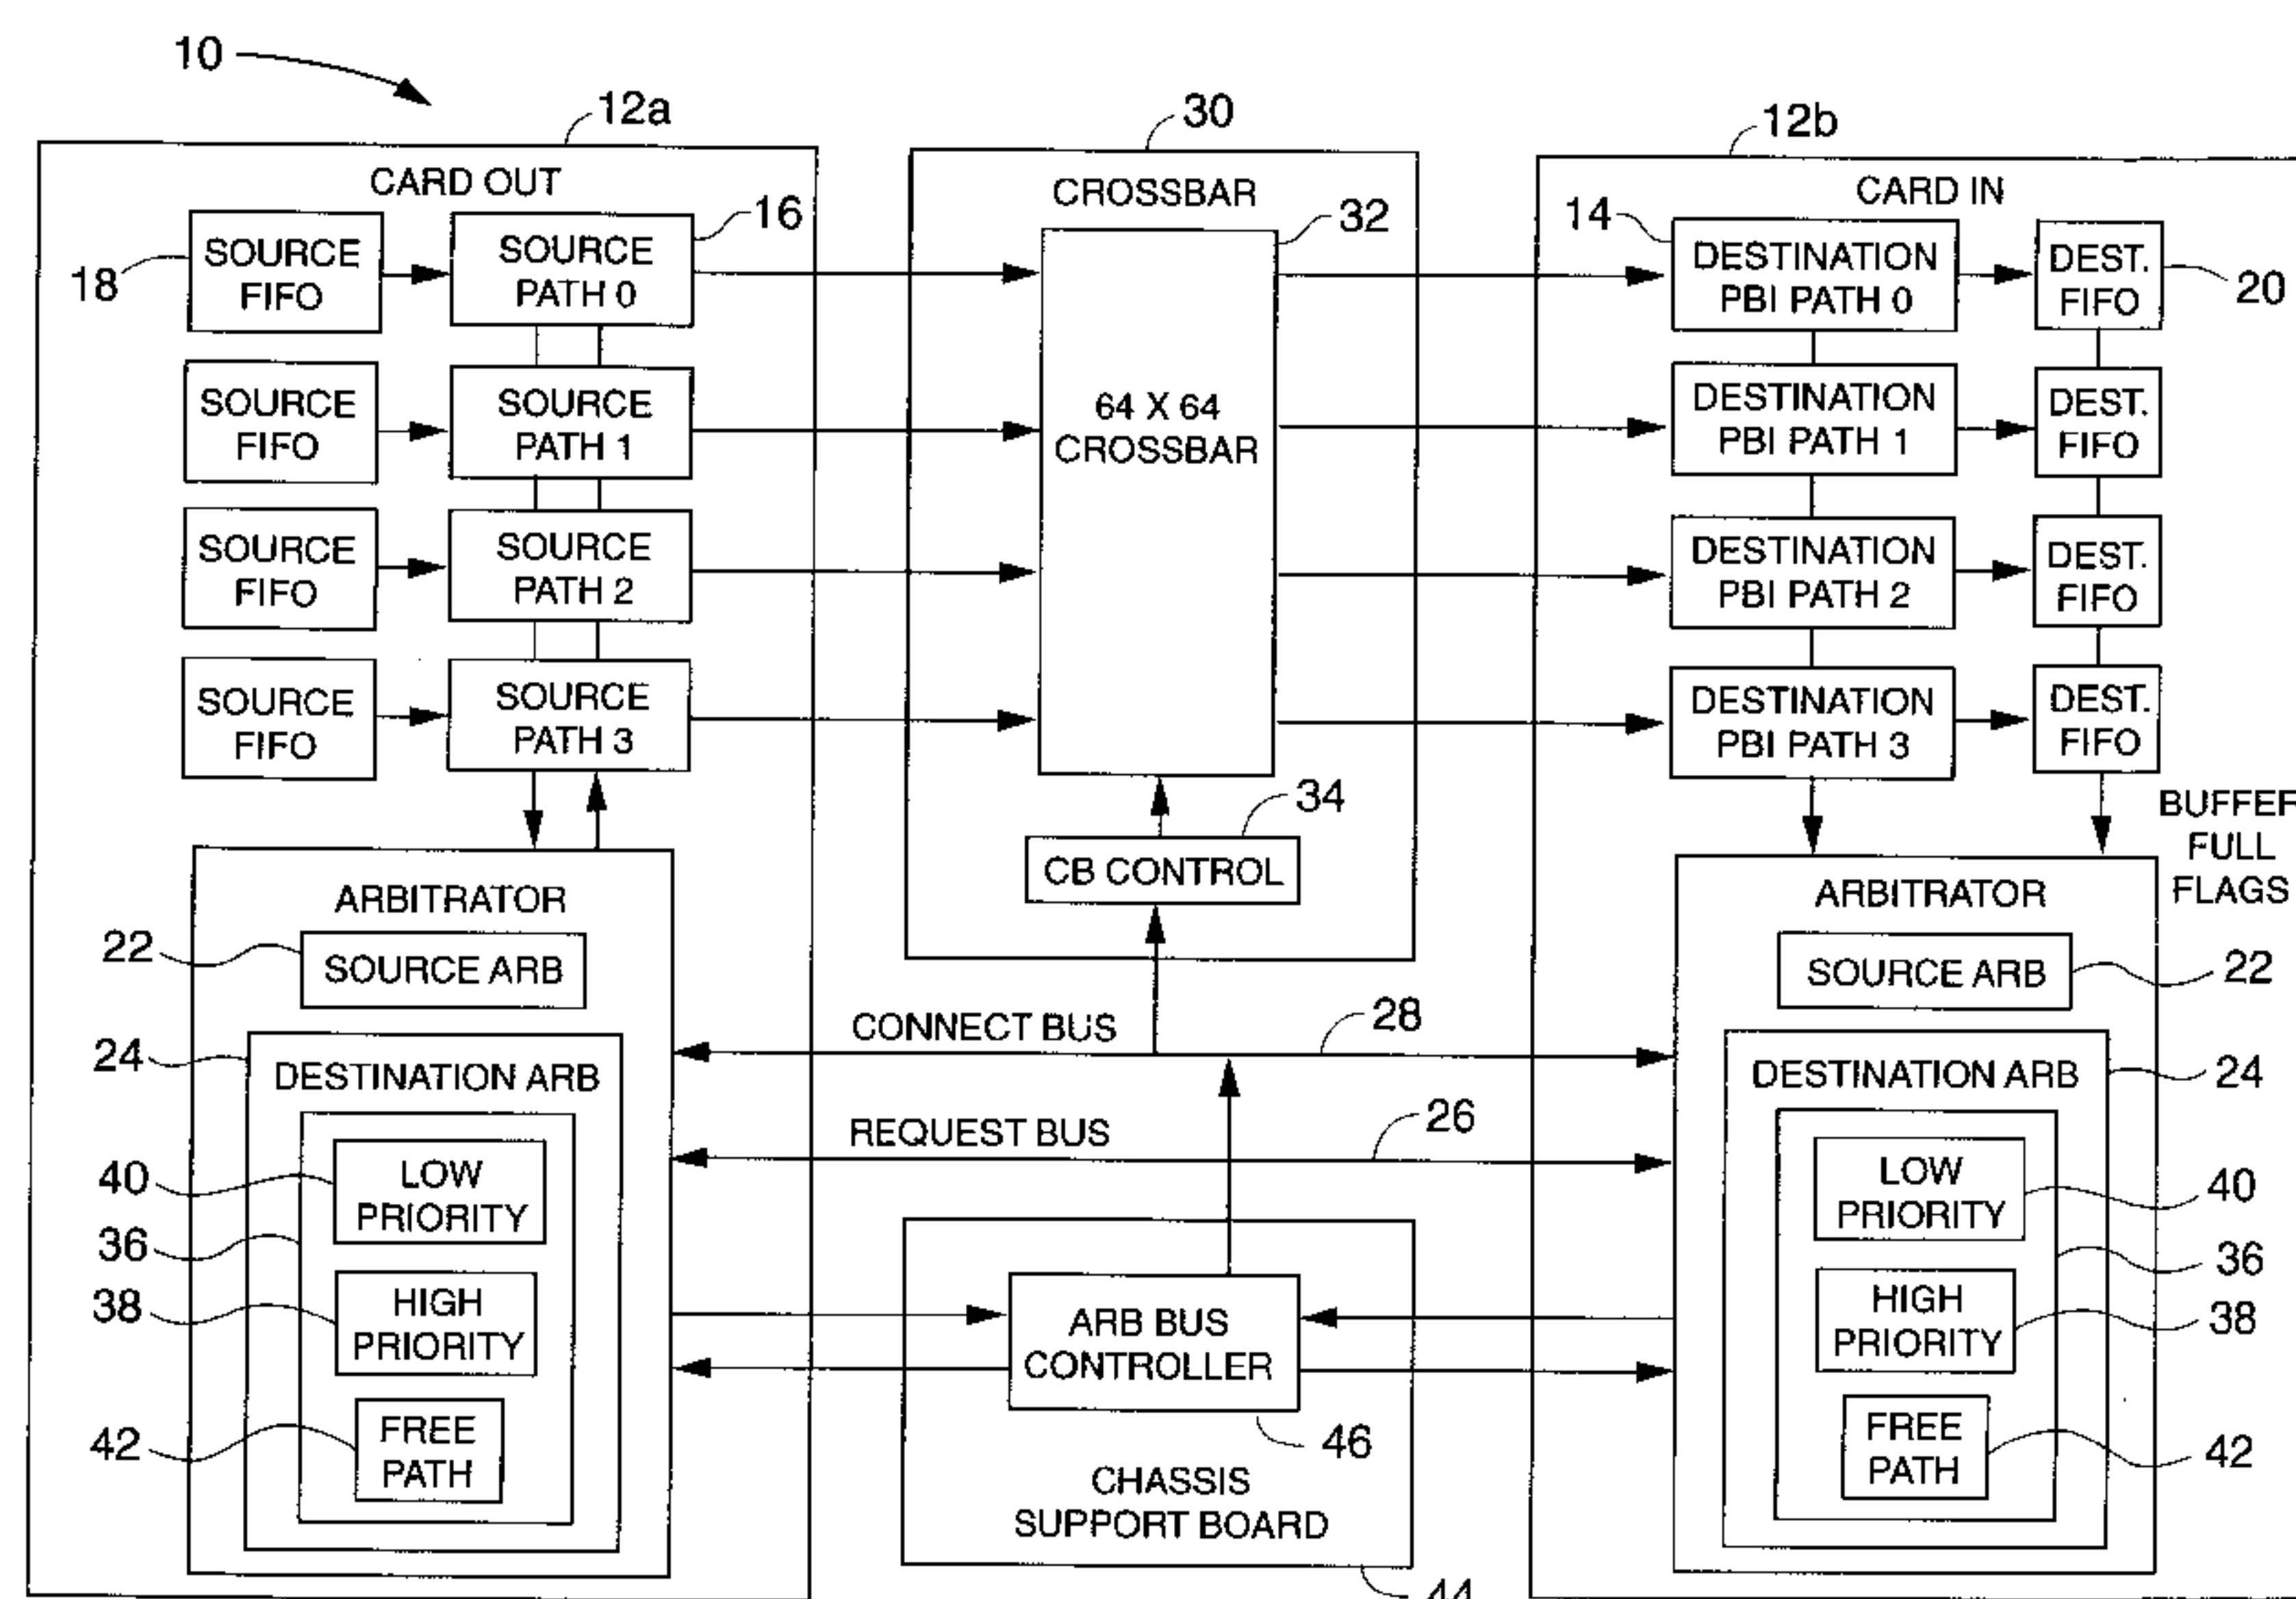 10
12a
30
12b
CARD OUT
CROSSBAR
CARD IN
18
SOURCE
FIFO
SOURCE
PATH 0
16
32
14
DESTINATION
PBI PATH 0
DEST.
FIFO
20
SOURCE
FIFO
SOURCE
PATH 1
64 X 64
CROSSBAR
DESTINATION
PBI PATH 1
DEST.
FIFO
SOURCE
FIFO
SOURCE
PATH 2
DESTINATION
PBI PATH 2
DEST.
FIFO
SOURCE
FIFO
SOURCE
PATH 3
DESTINATION
PBI PATH 3
DEST.
FIFO
34
CB CONTROL
BUFFER
FULL
FLAGS
ARBITRATOR
22
SOURCE ARB
24
DESTINATION ARB
40
LOW
PRIORITY
36
38
HIGH
PRIORITY
42
FREE
PATH
CONNECT BUS
28
REQUEST BUS
26
ARB BUS
CONTROLLER
46
CHASSIS
SUPPORT BOARD
44
ARBITRATOR
SOURCE ARB
22
DESTINATION ARB
24
LOW
PRIORITY
40
36
HIGH
PRIORITY
38
FREE
PATH
42